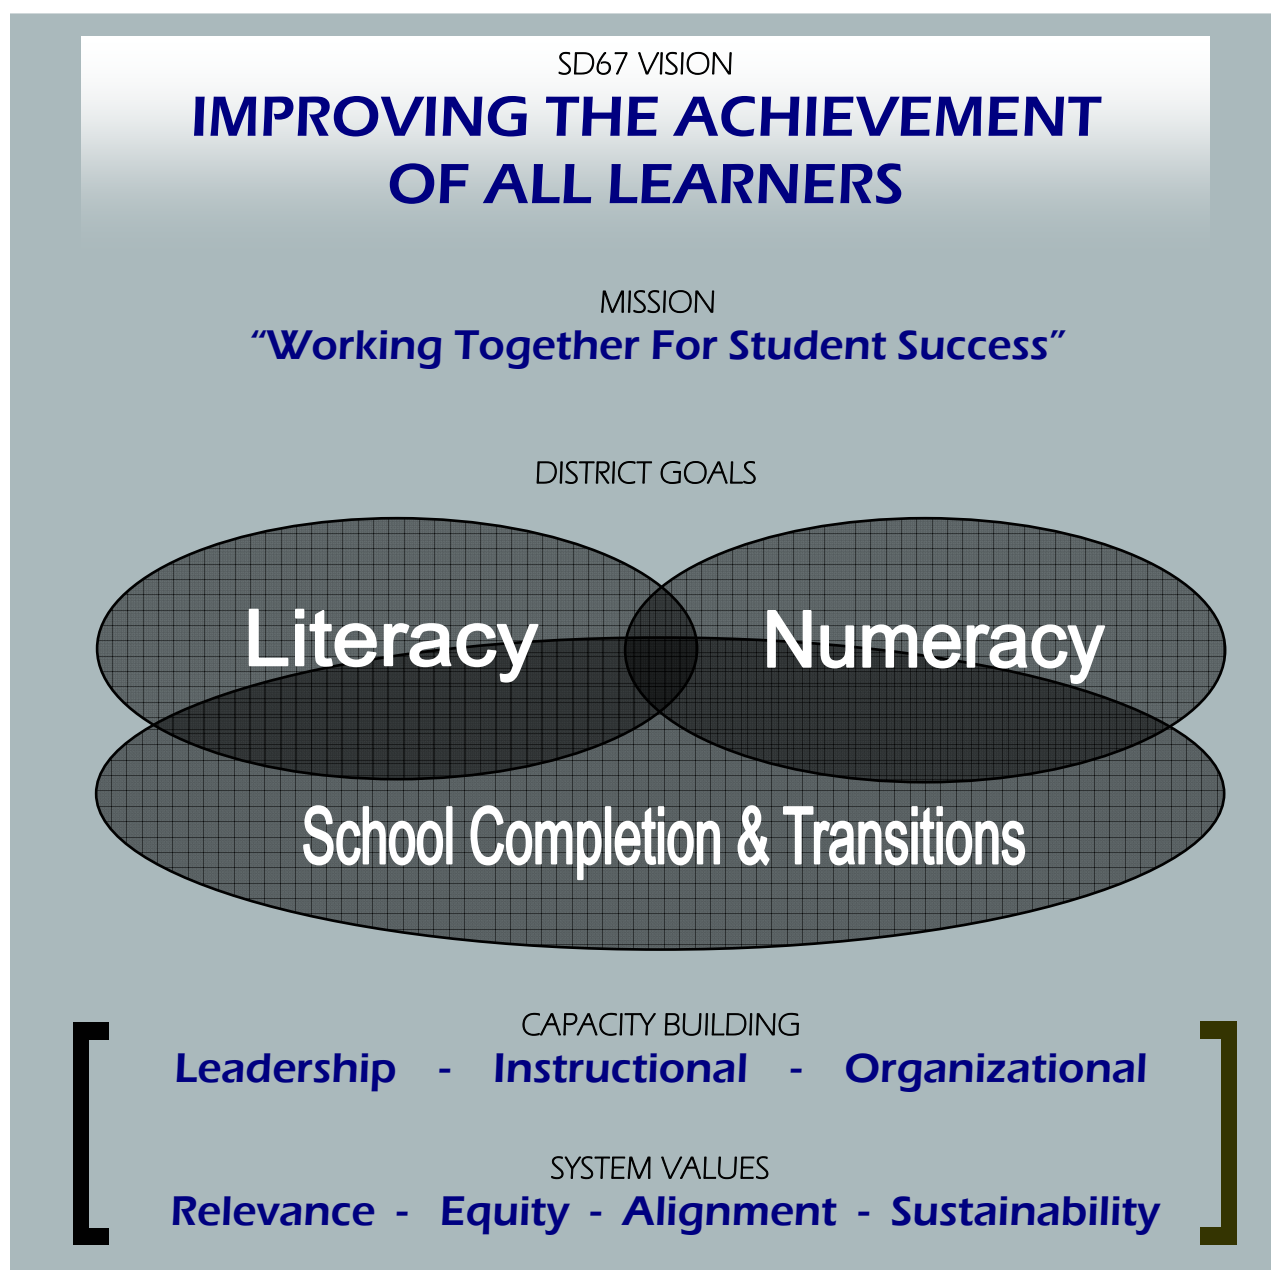 SD67 VISION
IMPROVING THE ACHIEVEMENT
OF ALL LEARNERS
MISSION
“Working Together For Student Success”
DISTRICT GOALS
Literacy Numeracy
School Completion & Transitions
CAPACITY BUILDING
Leadership - Instructional - Organizational
SYSTEM VALUES
Relevance - Equity - Alignment - Sustainability